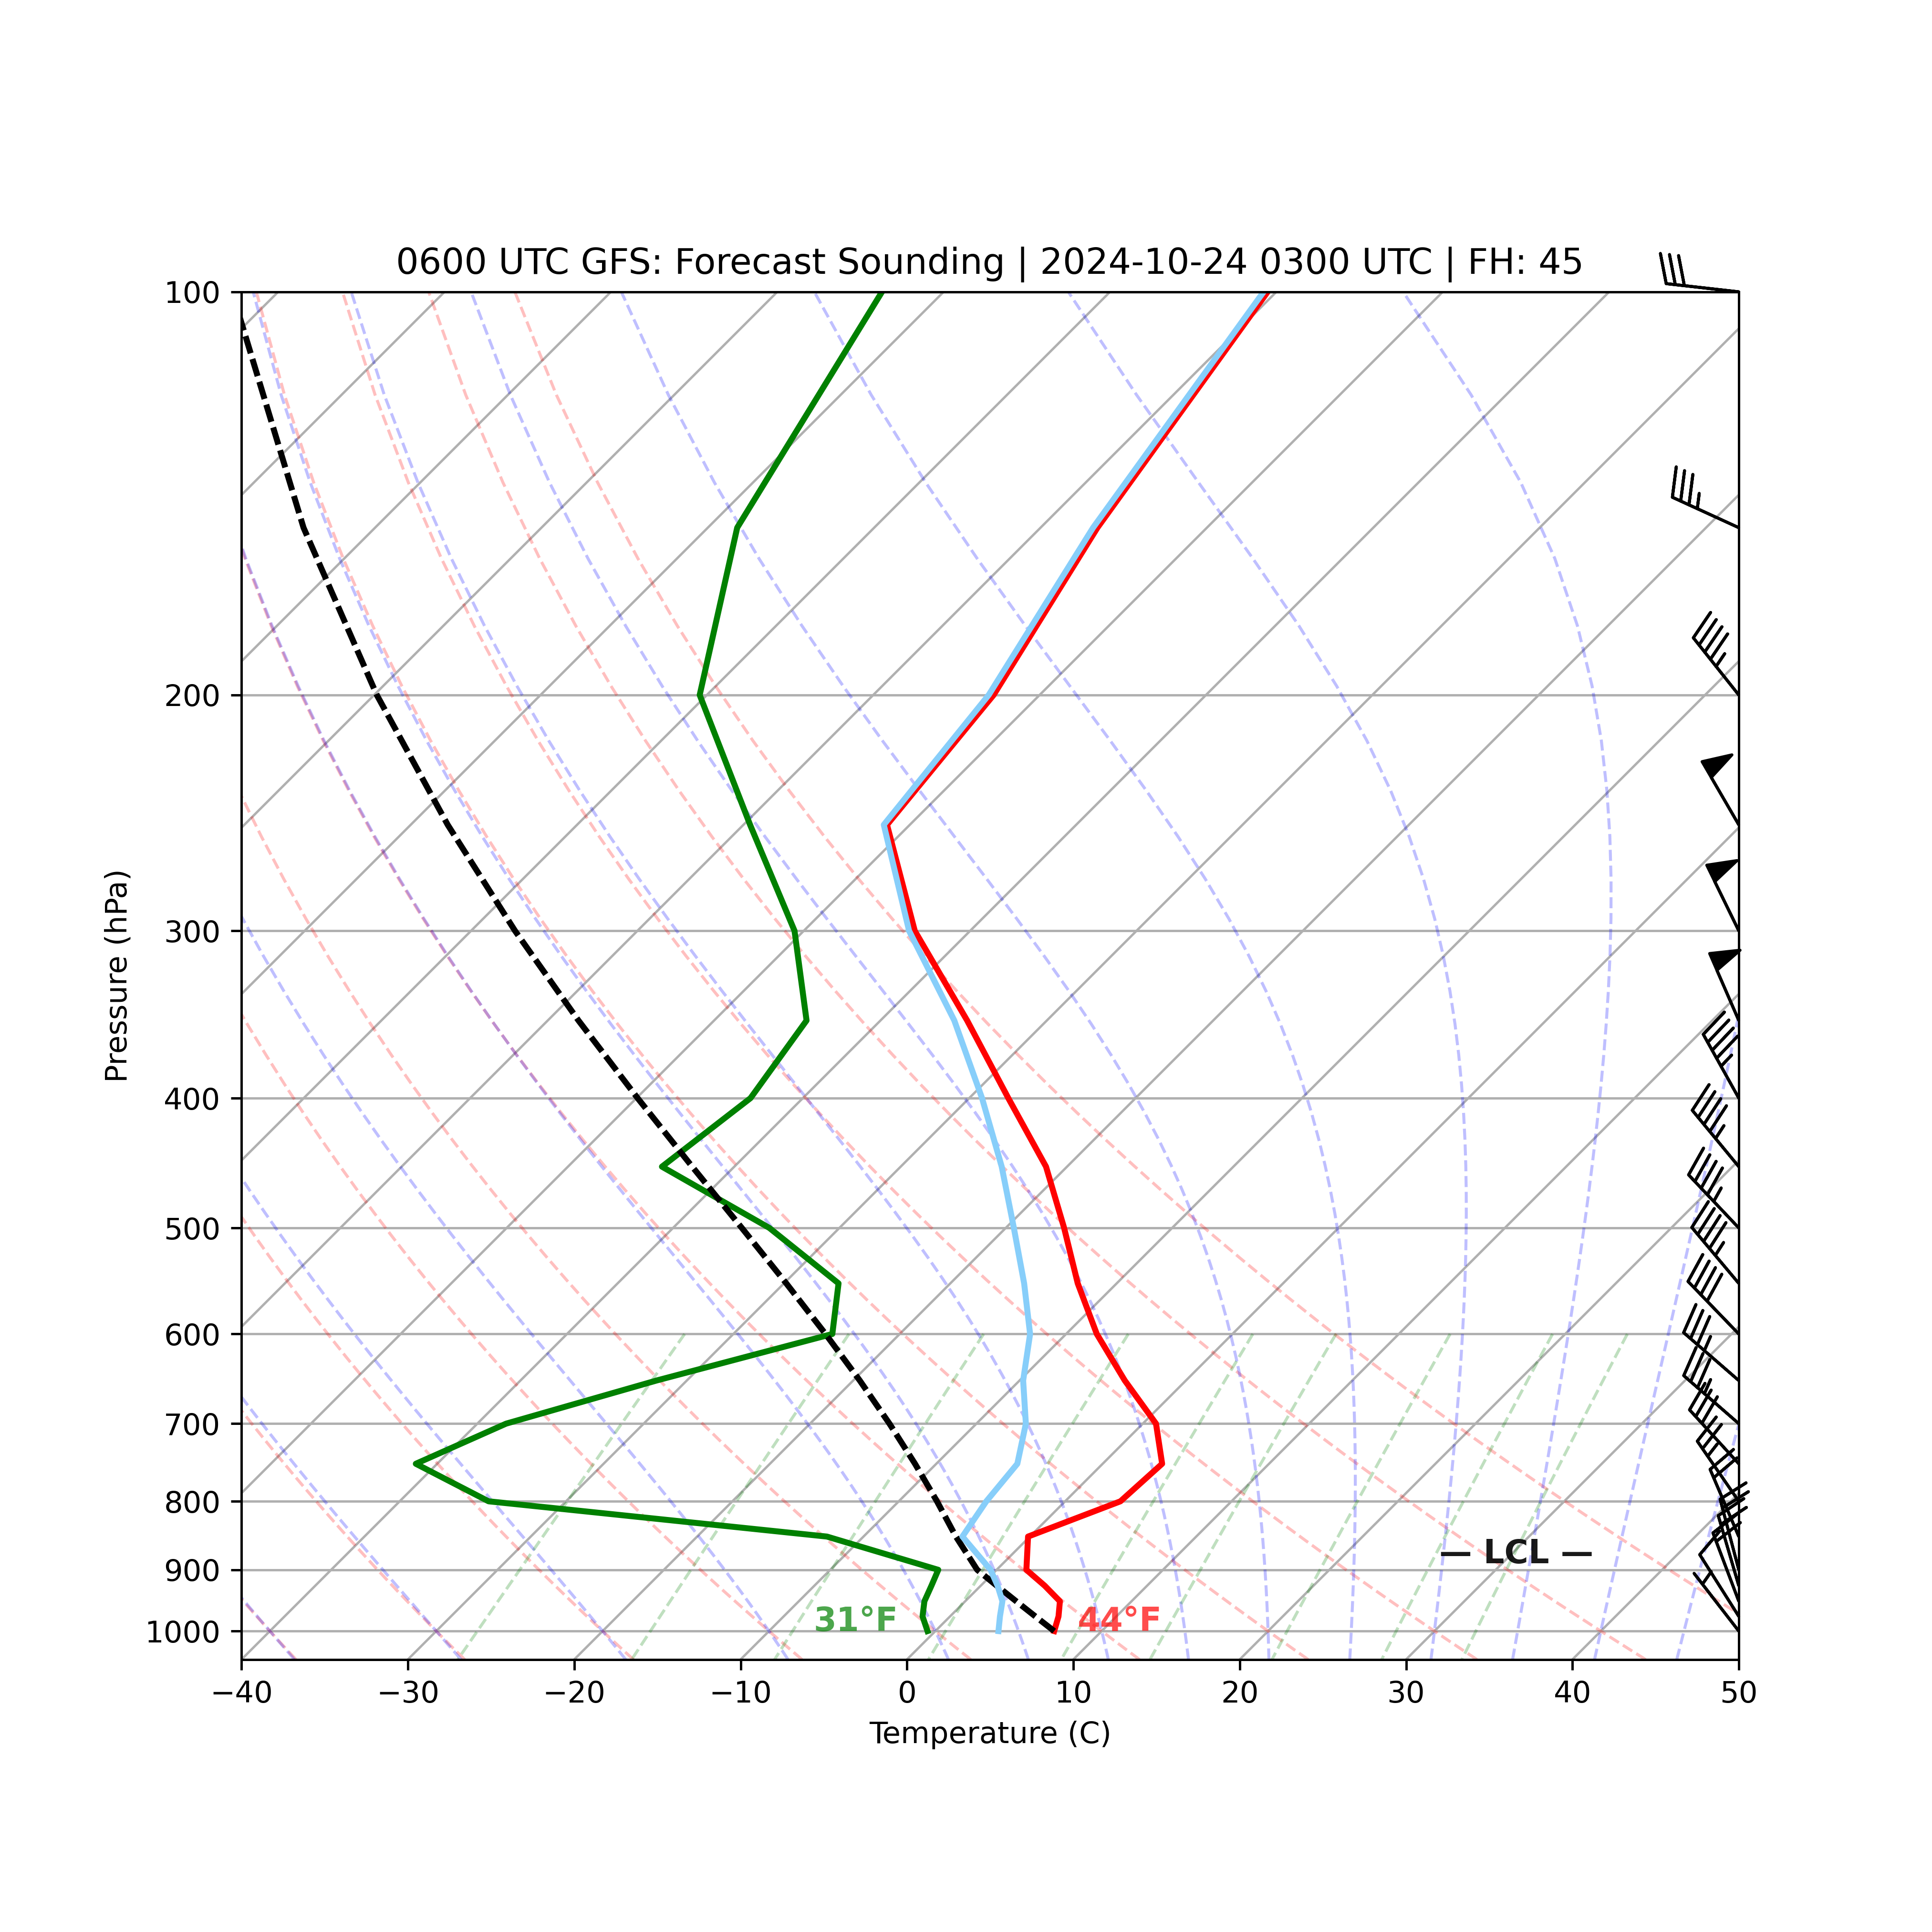 0600 UTC GFS: Forecast Sounding | 2024-10-24 0300 UTC | FH: 45
100
200
300
400
500
600
700
800
900
1000
Pressure (hPa)
— LCL —
31°F
44°F
−40 −30 −20 −10 0 10 20 30 40 50
Temperature (C)